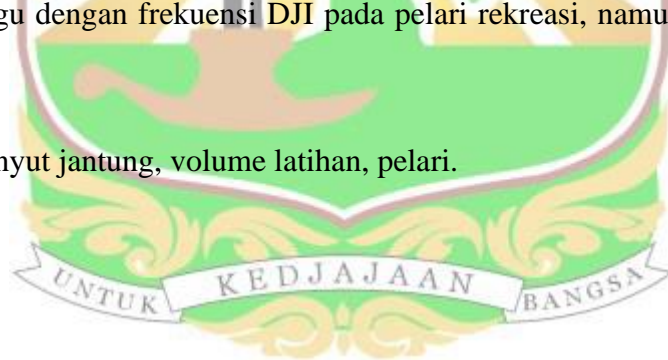 gu dengan frekuensi DJI pada pelari rekreasi, namu
nyut jantung, volume latihan, pelari.
UNTUK KEDJAJAAN BANGSA